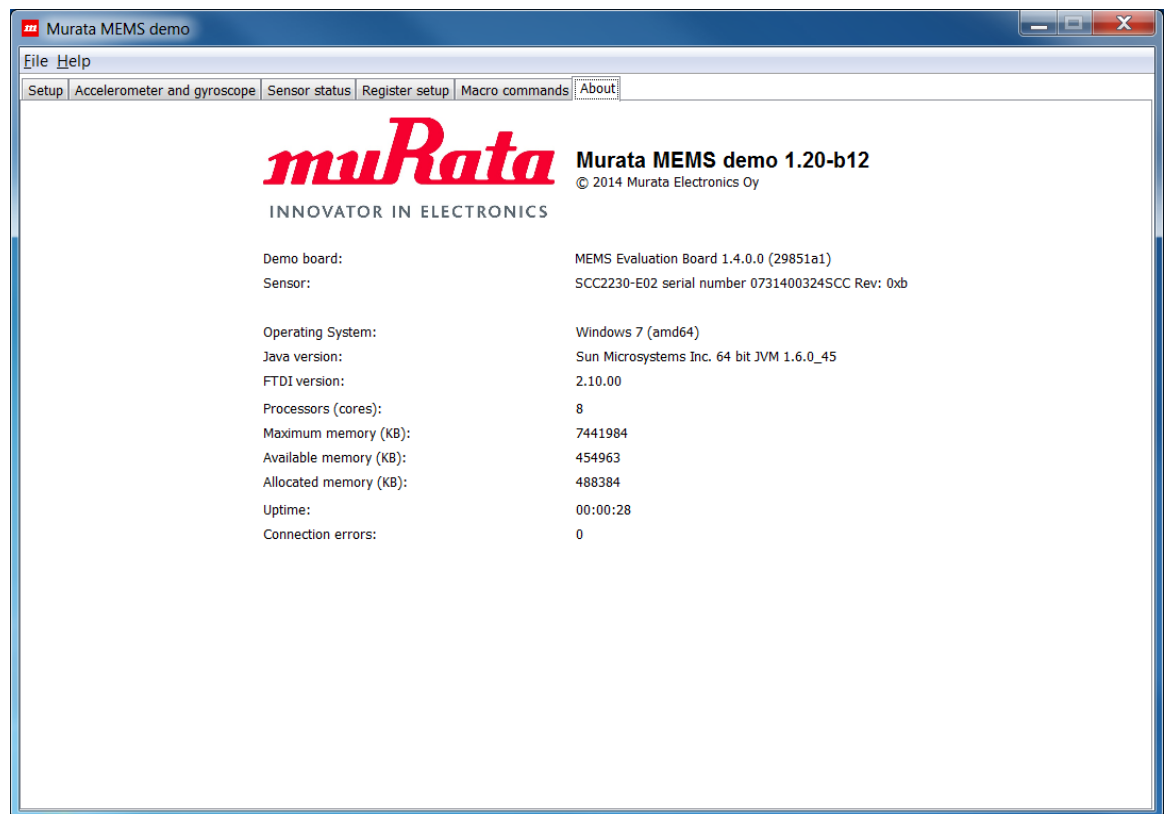 Murata MEMS demo
File Help
Setup Accelerometer and gyroscope Sensor status Register setup Macro commands About
muRata
INNOVATOR IN ELECTRONICS
Murata MEMS demo 1.20-b12
© 2014 Murata Electronics Oy
Demo board: MEMS Evaluation Board 1.4.0.0 (29851a1)
Sensor: SCC2230-E02 serial number 0731400324SCC Rev: 0xb
Operating System: Windows 7 (amd64)
Java version: Sun Microsystems Inc. 64 bit JVM 1.6.0_45
FTDI version: 2.10.00
Processors (cores): 8
Maximum memory (KB): 7441984
Available memory (KB): 454963
Allocated memory (KB): 488384
Uptime: 00:00:28
Connection errors: 0